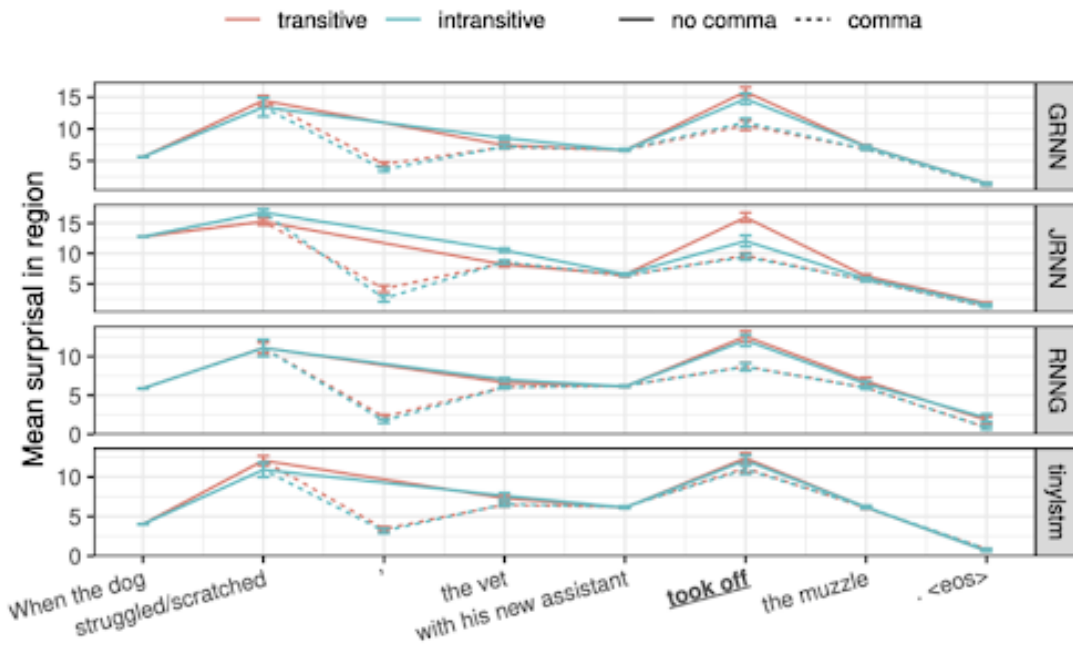 transitive intransitive no comma comma
Mean surprisal in region
15
10
5
GRNN
15
10
5
JRNN
10
5
0
RNNG
10
5
0
tinylstm
When the dog
struggled/scratched
,
the vet
with his new assistant
took off
the muzzle
. <eos>